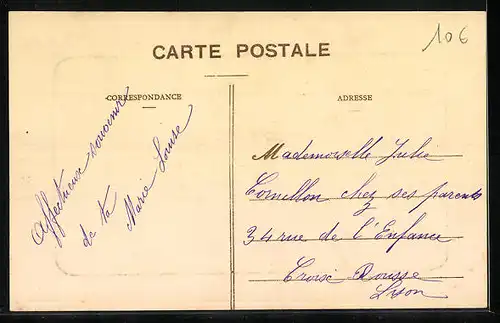 106
CARTE POSTALE
CORRESPONDANCE
Affectueux souvenir
de ta
Marie Louise
ADRESSE
Mademoiselle Julie
Cornillon chez ses parents
34 rue de l'Enfance
Croix Rousse
Lyon